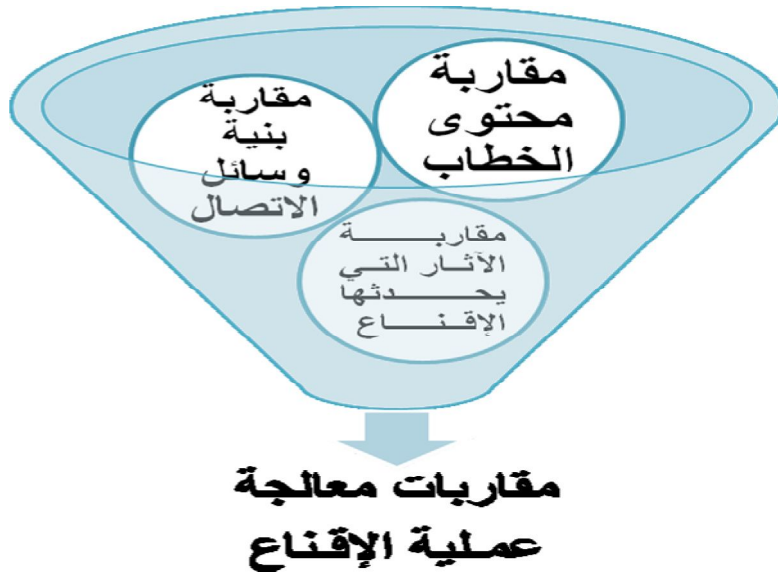 مقاربة
محتوى
الخطاب
مقاربة
بنية
وسائل
الاتصال
مقاربة
الآثار التي
يحدثها
الإقناع
مقاربات معالجة
عملية الإقناع